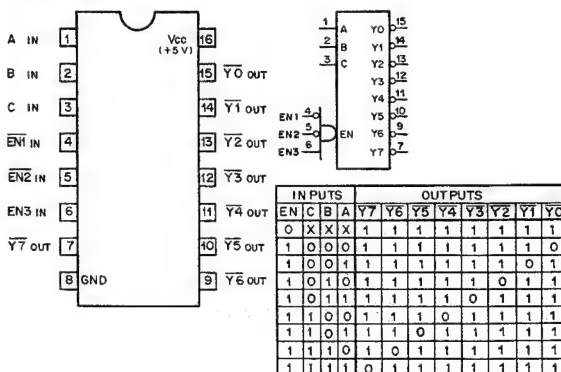 A IN 1
B IN 2
C IN 3
EN1 IN 4
EN2 IN 5
EN3 IN 6
Y7 OUT 7
8 GND
Vcc 16
(+5V)
15 Y0 OUT
14 Y1 OUT
13 Y2 OUT
12 Y3 OUT
11 Y4 OUT
10 Y5 OUT
9 Y6 OUT
1 A Y0 15
2 B Y1 14
3 C Y2 13
Y3 12
Y4 11
EN1 4 Y5 10
EN2 5 EN Y6 9
EN3 6 Y7 7
INPUTS OUTPUTS
EN C B A Y7 Y6 Y5 Y4 Y3 Y2 Y1 Y0
0 X X X 1 1 1 1 1 1 1 1
1 0 0 0 1 1 1 1 1 1 1 0
1 0 0 1 1 1 1 1 1 1 0 1
1 0 1 0 1 1 1 1 1 0 1 1
1 0 1 1 1 1 1 1 0 1 1 1
1 1 0 0 1 1 1 0 1 1 1 1
1 1 0 1 1 1 0 1 1 1 1 1
1 1 1 0 1 0 1 1 1 1 1 1
1 1 1 1 0 1 1 1 1 1 1 1